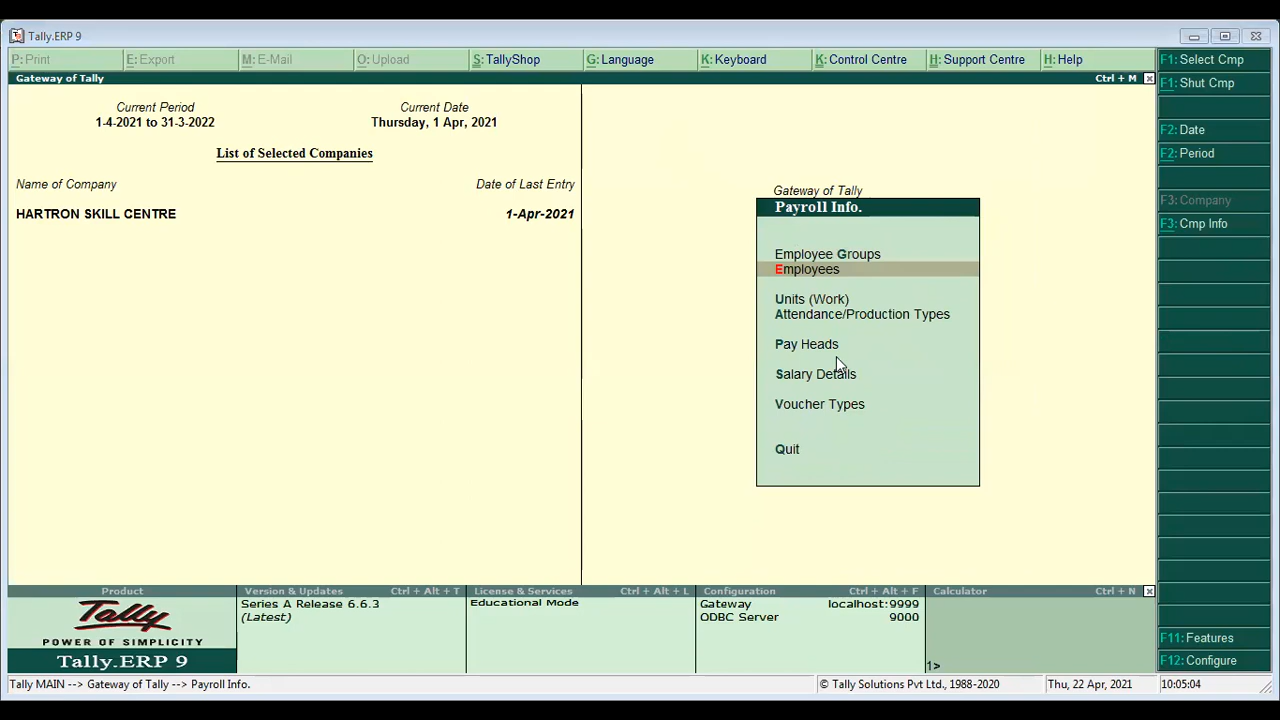 Tally.ERP 9
P: Print E: Export M: E-Mail O: Upload S: TallyShop G: Language K: Keyboard K: Control Centre H: Support Centre H: Help
F1: Select Cmp
Gateway of Tally Ctrl + M
F1: Shut Cmp
Current Period Current Date
1-4-2021 to 31-3-2022 Thursday, 1 Apr, 2021
F2: Date
List of Selected Companies
F2: Period
Name of Company Date of Last Entry
HARTRON SKILL CENTRE 1-Apr-2021
F3: Company
F3: Cmp Info
Gateway of Tally
Payroll Info.
Employee Groups
Employees
Units (Work)
Attendance/Production Types
Pay Heads
Salary Details
Voucher Types
Quit
Product
Tally
POWER OF SIMPLICITY
Tally.ERP 9
Version & Updates Ctrl + Alt + T
Series A Release 6.6.3
(Latest)
License & Services Ctrl + Alt + L
Educational Mode
Configuration Ctrl + Alt + F
Gateway localhost:9999
ODBC Server 9000
Calculator Ctrl + N
1>
F11: Features
F12: Configure
Tally MAIN --> Gateway of Tally --> Payroll Info. © Tally Solutions Pvt Ltd., 1988-2020 Thu, 22 Apr, 2021 10:05:04